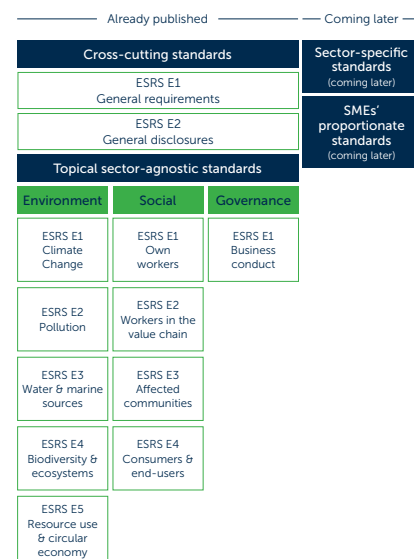 Already published
Coming later
Cross-cutting standards
ESRS E1
General requirements
ESRS E2
General disclosures
Topical sector-agnostic standards
Sector-specific
standards
(coming later)
SMEs'
proportionate
standards
(coming later)
Environment
Social
Governance
ESRS E1
Climate
Change
ESRS E1
Own
workers
ESRS E1
Business
conduct
ESRS E2
Pollution
ESRS E2
Workers in the
value chain
ESRS E3
Water & marine
sources
ESRS E3
Affected
communities
ESRS E4
Biodiversity &
ecosystems
ESRS E4
Consumers &
end-users
ESRS E5
Resource use
& circular
economy